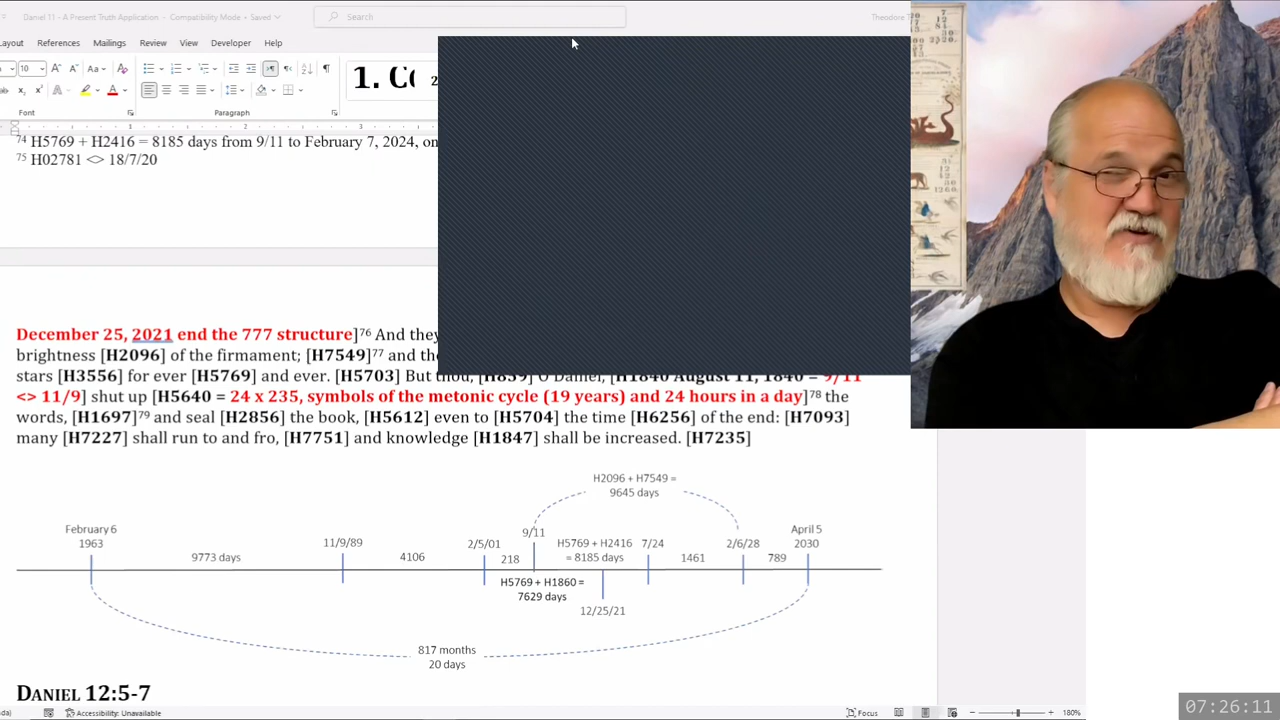 Daniel 11 - A Present Truth Application - Compatibility Mode • Saved
Search
Theodore
Layout References Mailings Review View Developer Help
10
Aa
1. Co
Font
Paragraph
74 H5769 + H2416 = 8185 days from 9/11 to February 7, 2024, on
75 H02781 <> 18/7/20
December 25, 2021 end the 777 structure]76 And they
brightness [H2096] of the firmament; [H7549]77 and the
stars [H3556] for ever [H5769] and ever. [H5703] But thou, [H859] O Daniel, [H1840 August 11, 1840 = 9/11
<> 11/9] shut up [H5640 = 24 x 235, symbols of the metonic cycle (19 years) and 24 hours in a day]78 the
words, [H1697]79 and seal [H2856] the book, [H5612] even to [H5704] the time [H6256] of the end: [H7093]
many [H7227] shall run to and fro, [H7751] and knowledge [H1847] shall be increased. [H7235]
H2096 + H7549 =
9645 days
February 6
1963
9773 days
11/9/89
4106
2/5/01
218
9/11
H5769 + H2416
= 8185 days
7/24
1461
2/6/28
789
April 5
2030
H5769 + H1860 =
7629 days
12/25/21
817 months
20 days
DANIEL 12:5-7
Accessibility: Unavailable
Focus
180%
07:26:11